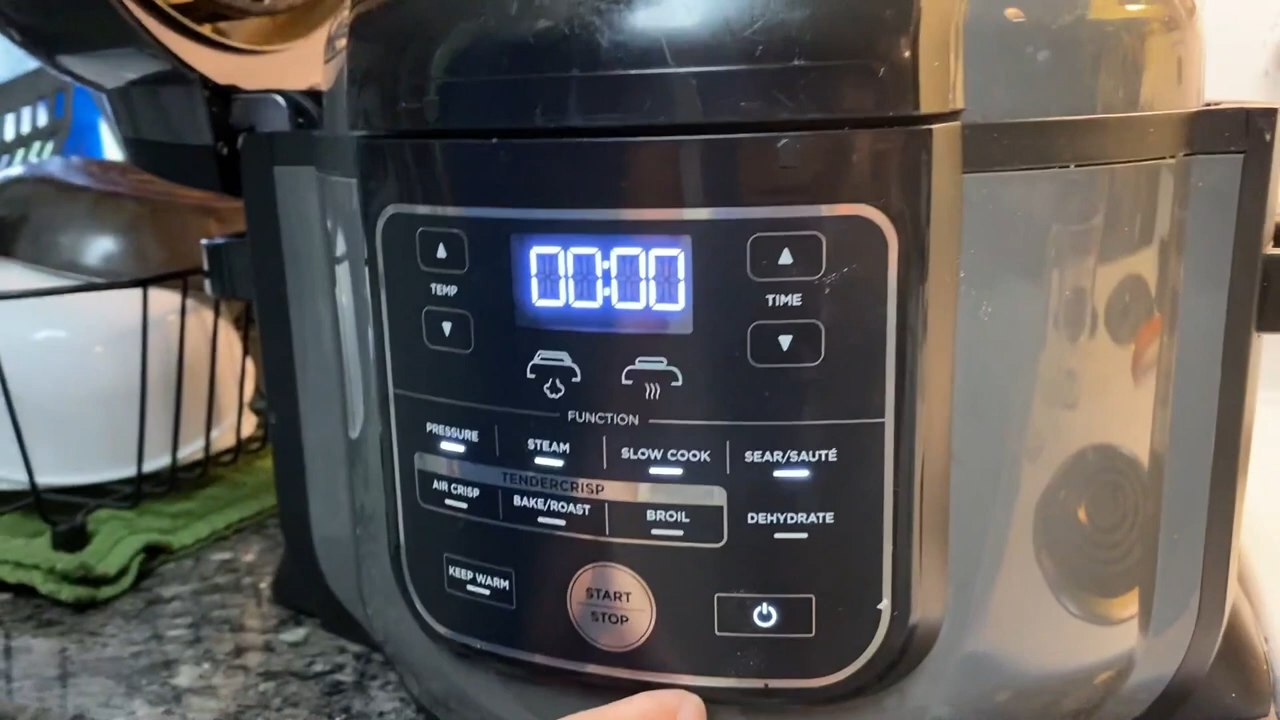 00:00
TEMP
TIME
FUNCTION
PRESSURE
STEAM
SLOW COOK
SEAR/SAUTÉ
TENDERCRISP
AIR CRISP
BAKE/ROAST
BROIL
DEHYDRATE
KEEP WARM
START
STOP